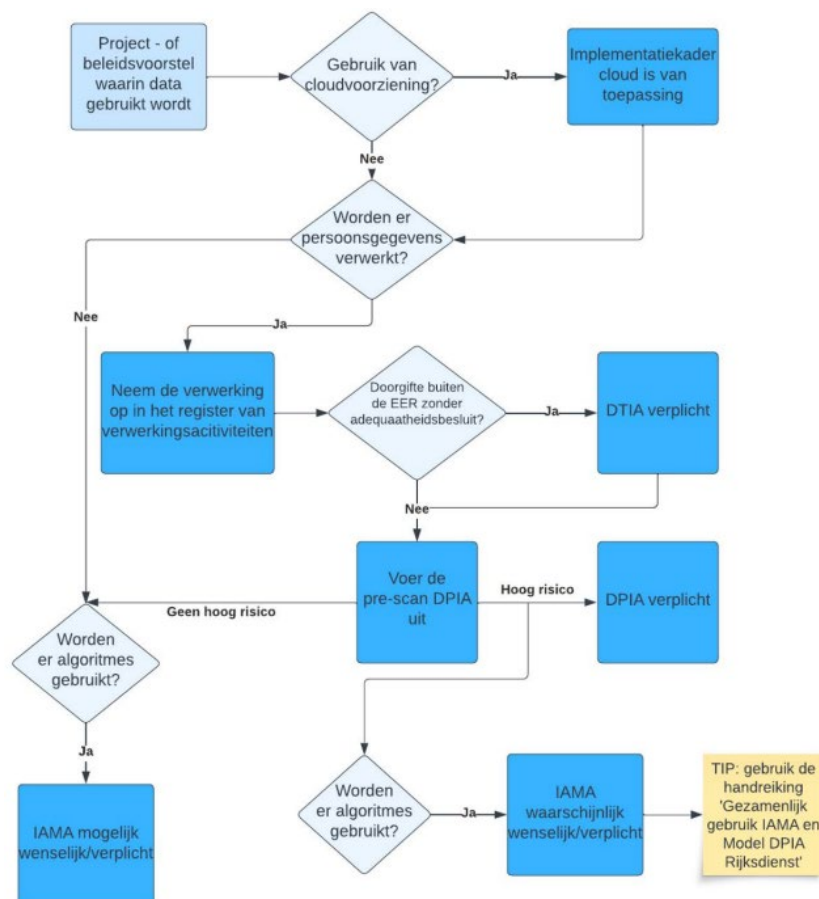 Project - of
beleidsvoorstel
waarin data
gebruikt wordt
Gebruik van
cloudvoorziening?
Ja
Implementatiekader
cloud is van
toepassing
Nee
Worden er
persoonsgegevens
verwerkt?
Nee
Ja
Neem de verwerking
op in het register van
verwerkingsacitiviteiten
Doorgifte buiten
de EER zonder
adequaatheidsbesluit?
Ja
DTIA verplicht
Nee
Voer de
pre-scan DPIA
uit
Hoog risico
DPIA verplicht
Geen hoog risico
Worden
er algoritmes
gebruikt?
Ja
IAMA mogelijk
wenselijk/verplicht
Worden
er algoritmes
gebruikt?
Ja
IAMA
waarschijnlijk
wenselijk/verplicht
TIP: gebruik de
handreiking
'Gezamenlijk
gebruik IAMA en
Model DPIA
Rijksdienst'